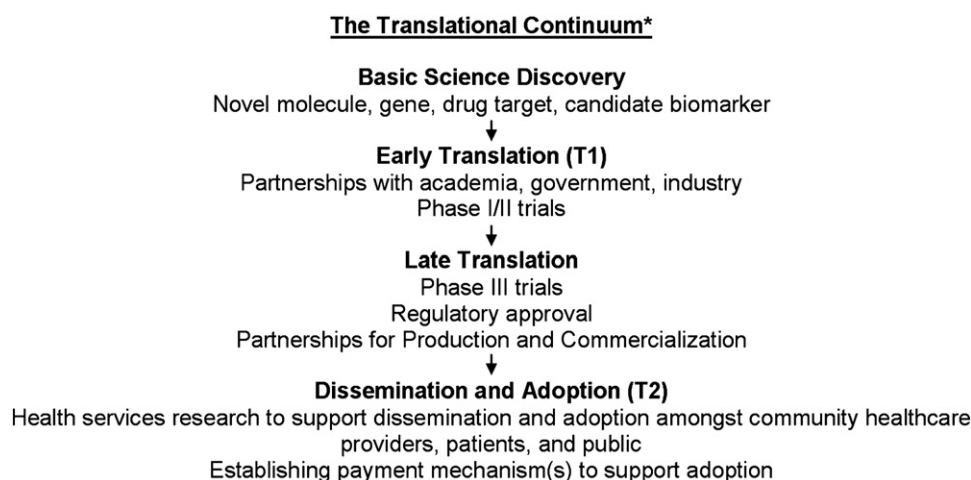 The Translational Continuum*
Basic Science Discovery
Novel molecule, gene, drug target, candidate biomarker
Early Translation (T1)
Partnerships with academia, government, industry
Phase I/II trials
Late Translation
Phase III trials
Regulatory approval
Partnerships for Production and Commercialization
Dissemination and Adoption (T2)
Health services research to support dissemination and adoption amongst community healthcare
providers, patients, and public
Establishing payment mechanism(s) to support adoption